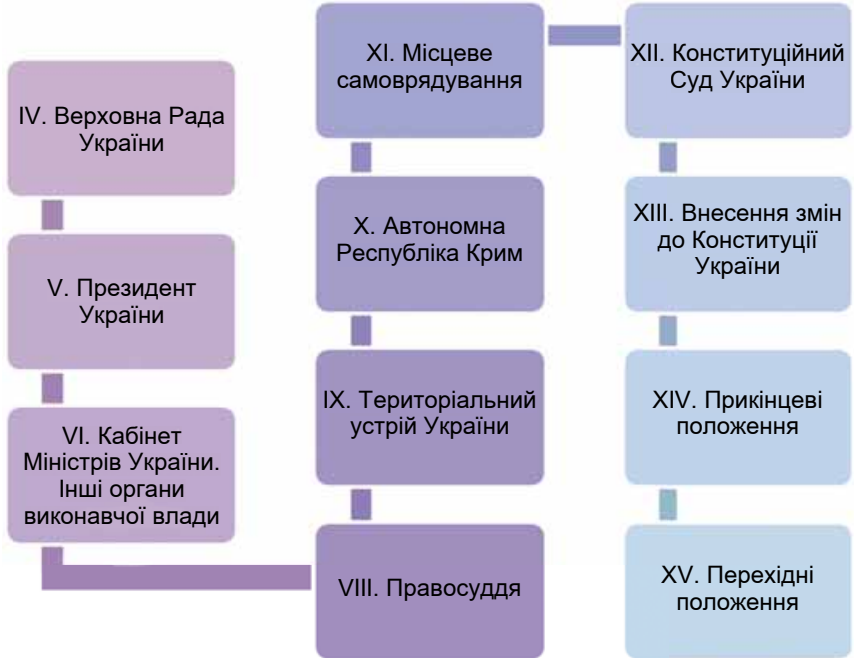 IV. Верховна Рада
України
V. Президент
України
VI. Кабінет
Міністрів України.
Інші органи
виконавчої влади
VIII. Правосуддя
IX. Територіальний
устрій України
X. Автономна
Республіка Крим
XI. Місцеве
самоврядування
XII. Конституційний
Суд України
XIII. Внесення змін
до Конституції
України
XIV. Прикінцеві
положення
XV. Перехідні
положення